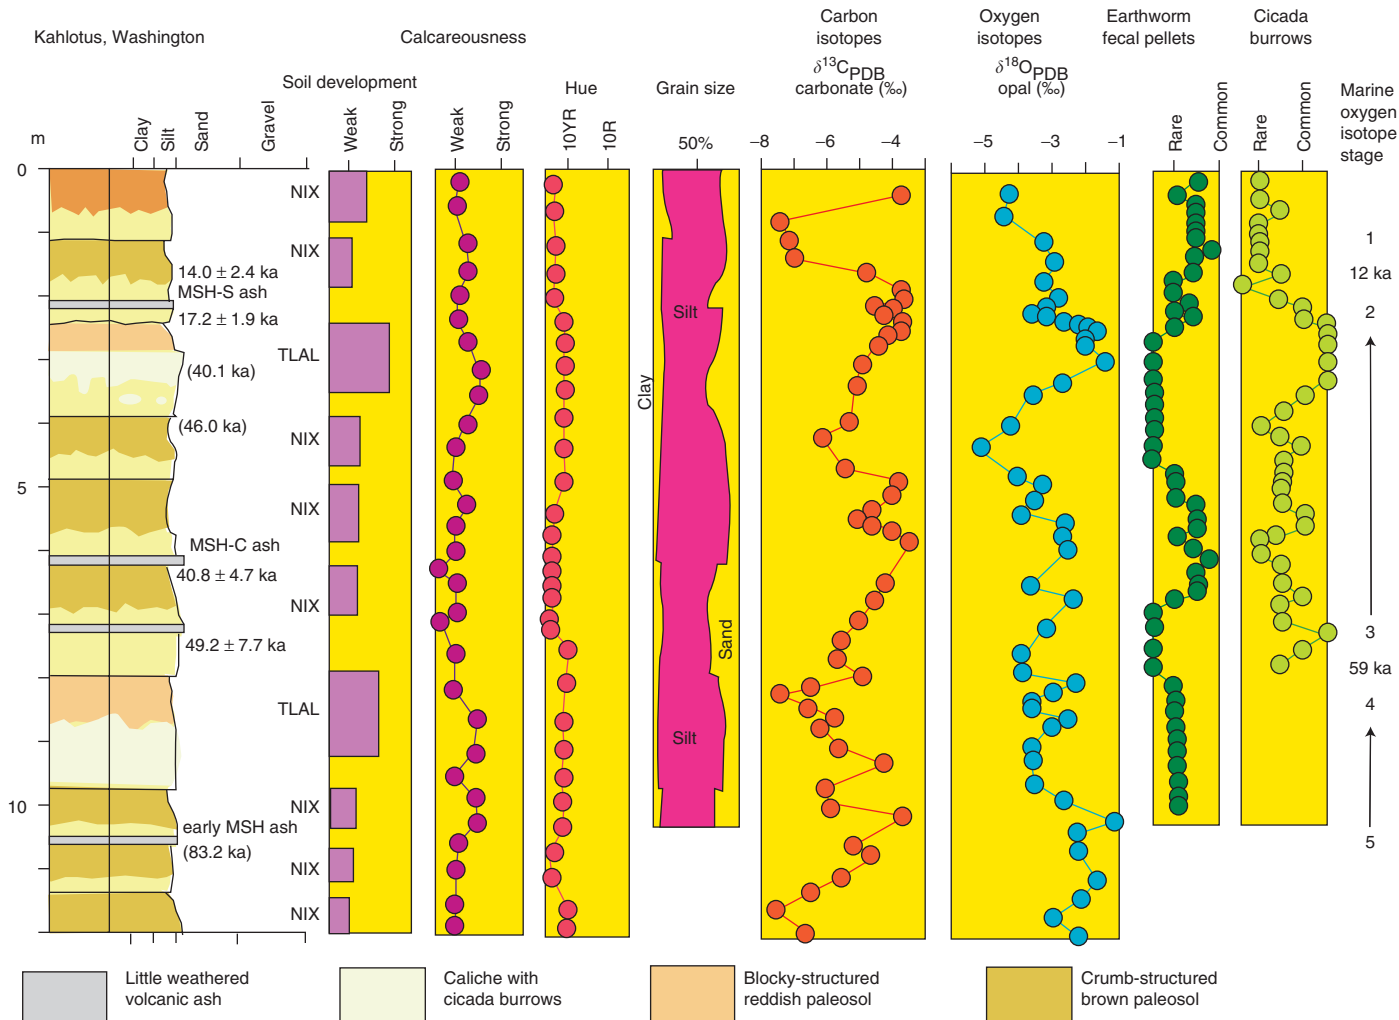 Kahlotus, Washington
Calcareousness
Carbon
isotopes
δ¹³C PDB
carbonate (‰)
Oxygen
isotopes
δ¹⁸O PDB
opal (‰)
Earthworm
fecal pellets
Cicada
burrows
Soil development
Hue
Grain size
Marine
oxygen
isotope
stage
m
Clay
Silt
Sand
Gravel
Weak
Strong
Weak
Strong
10YR
10R
50%
−8
−6
−4
−5
−3
−1
Rare
Common
Rare
Common
0
5
10
14.0 ± 2.4 ka
MSH-S ash
17.2 ± 1.9 ka
(40.1 ka)
(46.0 ka)
MSH-C ash
40.8 ± 4.7 ka
49.2 ± 7.7 ka
early MSH ash
(83.2 ka)
NIX
NIX
TLAL
NIX
NIX
NIX
TLAL
NIX
NIX
NIX
Clay
Silt
Sand
Silt
1
12 ka
2
3
59 ka
4
5
Little weathered
volcanic ash
Caliche with
cicada burrows
Blocky-structured
reddish paleosol
Crumb-structured
brown paleosol